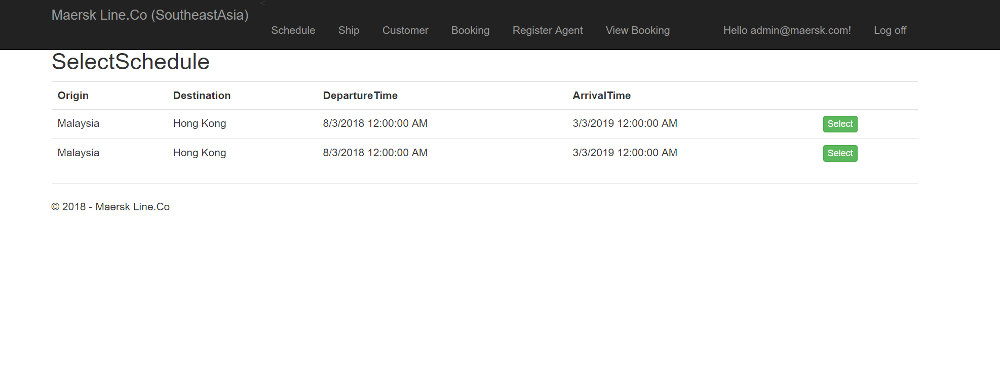 <
Maersk Line.Co (SoutheastAsia)
Schedule Ship Customer Booking Register Agent View Booking Hello admin@maersk.com! Log off
SelectSchedule
Origin Destination DepartureTime ArrivalTime
Malaysia Hong Kong 8/3/2018 12:00:00 AM 3/3/2019 12:00:00 AM Select
Malaysia Hong Kong 8/3/2018 12:00:00 AM 3/3/2019 12:00:00 AM Select
© 2018 - Maersk Line.Co